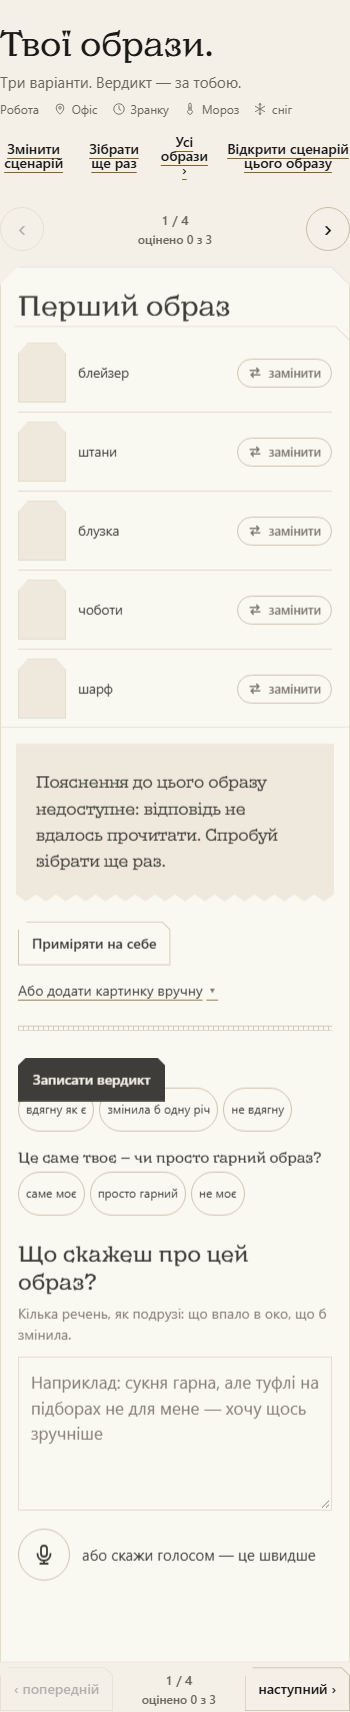 Твої образи.
Три варіанти. Вердикт — за тобою.
Робота Офіс Зранку Мороз сніг
Змінити сценарій
Зібрати ще раз
Усі образи ›
Відкрити сценарій цього образу
‹ 1 / 4 ›
оцінено 0 з 3
Перший образ
блейзер замінити
штани замінити
блузка замінити
чоботи замінити
шарф замінити
Пояснення до цього образу
недоступне: відповідь не
вдалось прочитати. Спробуй
зібрати ще раз.
Приміряти на себе
Або додати картинку вручну ▾
Записати вердикт
вдягну як є змінила б одну річ не вдягну
Це саме твоє — чи просто гарний образ?
саме моє просто гарний не моє
Що скажеш про цей
образ?
Кілька речень, як подрузі: що впало в око, що б
змінила.
Наприклад: сукня гарна, але туфлі на
підборах не для мене — хочу щось
зручніше
або скажи голосом — це швидше
‹ попередній 1 / 4 наступний ›
оцінено 0 з 3